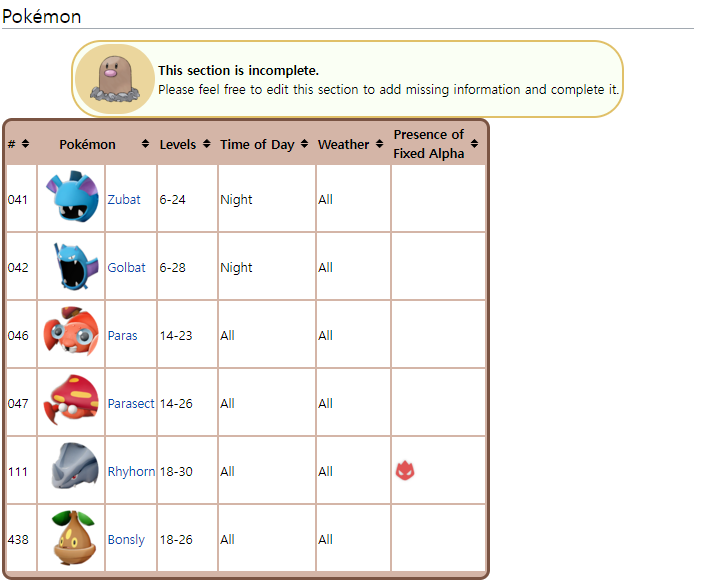 Pokémon
This section is incomplete.
Please feel free to edit this section to add missing information and complete it.
# Pokémon Levels Time of Day Weather Presence of
Fixed Alpha
041 Zubat 6-24 Night All
042 Golbat 6-28 Night All
046 Paras 14-23 All All
047 Parasect 14-26 All All
111 Rhyhorn 18-30 All All
438 Bonsly 18-26 All All